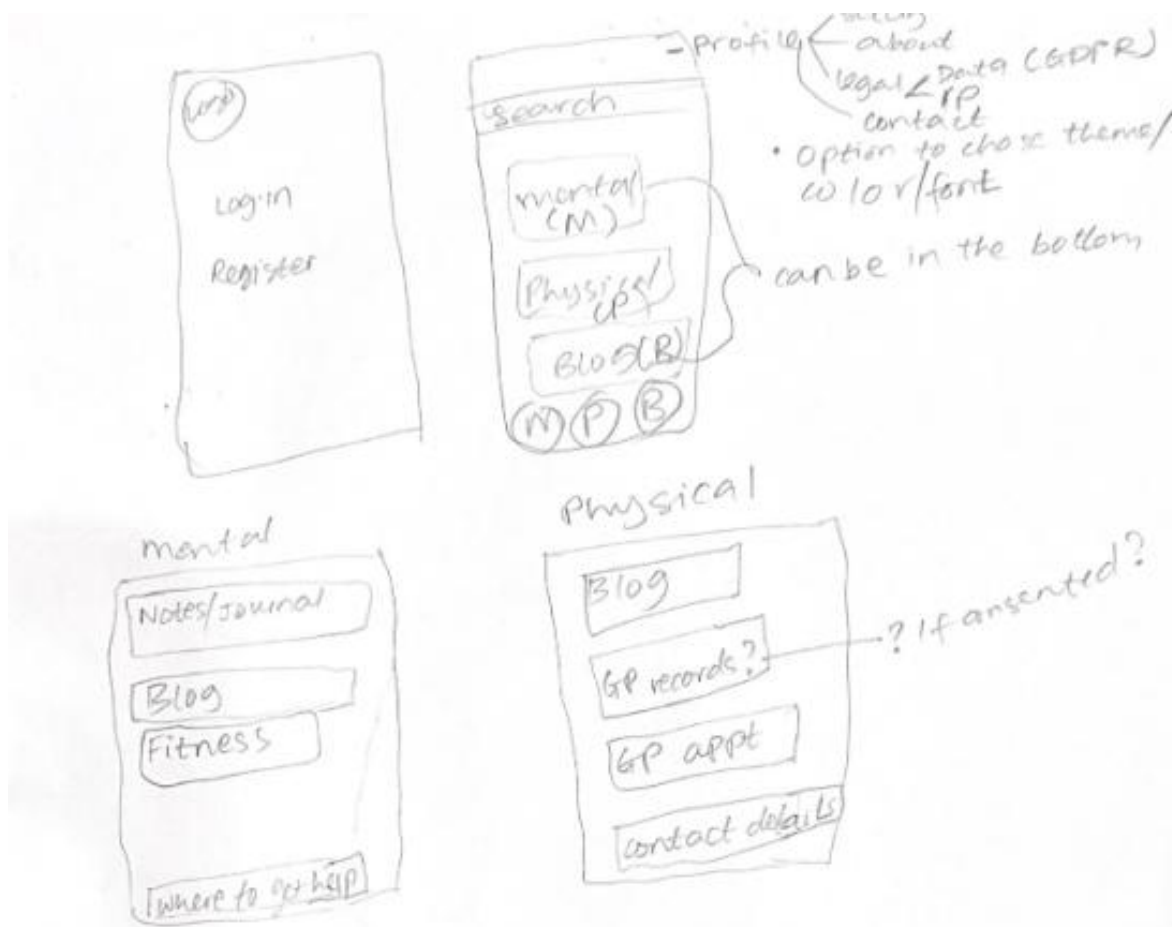 Log.in
Register
- Profile
about
legal
Data (GDPR)
contact
• Option to chose theme/
color/font
search
mental
(M)
Physical
Blog(B)
M P B
can be in the bottom
mental
Notes/Journal
Blog
Fitness
where to get help
Physical
Blog
GP records?
? If ansented?
GP appt
contact details